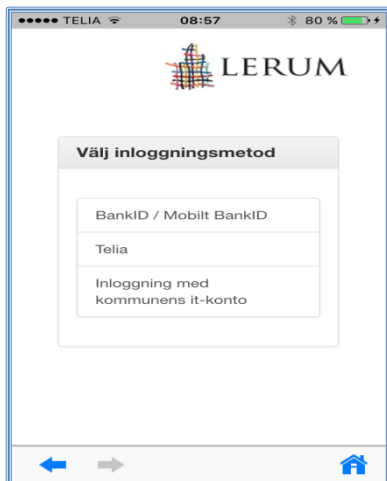 TELIA 08:57 80 %
LERUM
Välj inloggningsmetod
BankID / Mobilt BankID
Telia
Inloggning med
kommunens it-konto